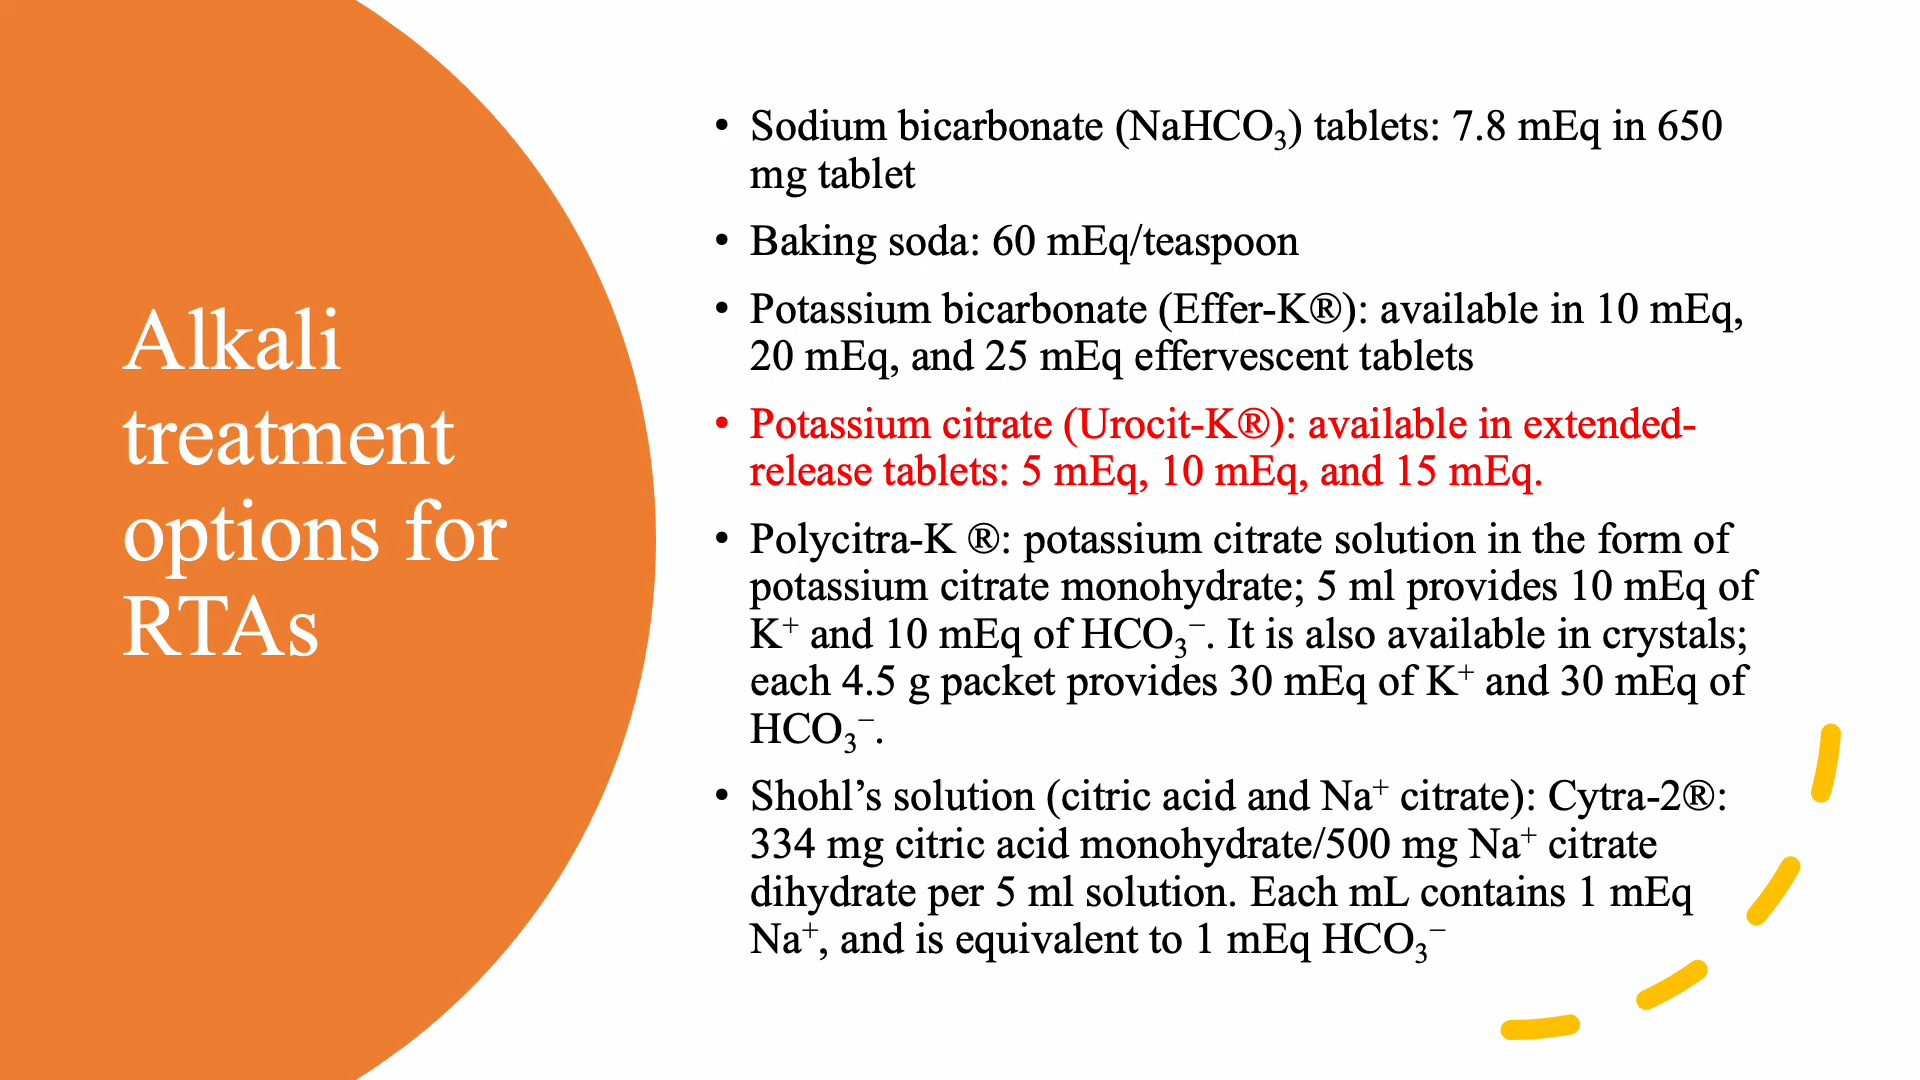 Alkali
treatment
options for
RTAs
• Sodium bicarbonate (NaHCO₃) tablets: 7.8 mEq in 650
mg tablet
• Baking soda: 60 mEq/teaspoon
• Potassium bicarbonate (Effer-K®): available in 10 mEq,
20 mEq, and 25 mEq effervescent tablets
• Potassium citrate (Urocit-K®): available in extended-
release tablets: 5 mEq, 10 mEq, and 15 mEq.
• Polycitra-K ®: potassium citrate solution in the form of
potassium citrate monohydrate; 5 ml provides 10 mEq of
K⁺ and 10 mEq of HCO₃⁻. It is also available in crystals;
each 4.5 g packet provides 30 mEq of K⁺ and 30 mEq of
HCO₃⁻.
• Shohl’s solution (citric acid and Na⁺ citrate): Cytra-2®:
334 mg citric acid monohydrate/500 mg Na⁺ citrate
dihydrate per 5 ml solution. Each mL contains 1 mEq
Na⁺, and is equivalent to 1 mEq HCO₃⁻